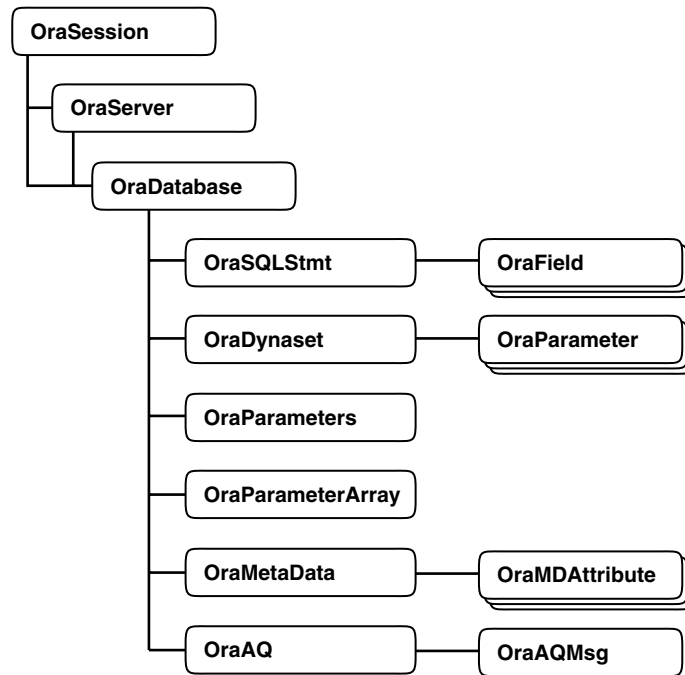 OraSession
OraServer
OraDatabase
OraSQLStmt
OraField
OraDynaset
OraParameter
OraParameters
OraParameterArray
OraMetaData
OraMDAttribute
OraAQ
OraAQMsg